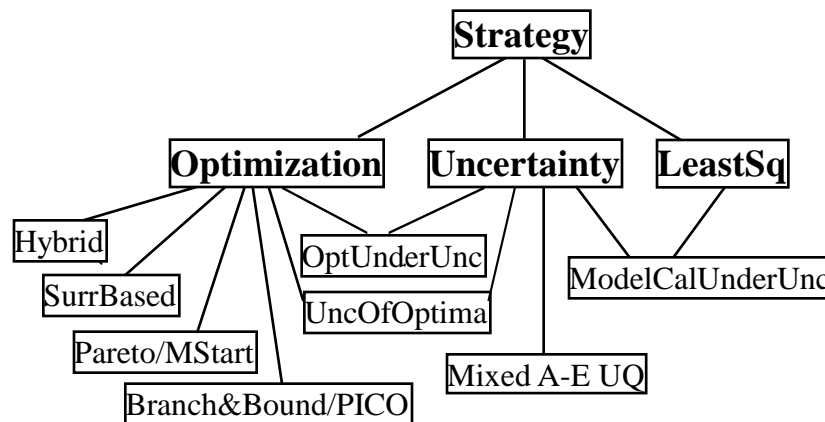 Strategy
Optimization
Uncertainty
LeastSq
Hybrid
OptUnderUnc
SurrBased
ModelCalUnderUnc
UncOfOptima
Pareto/MStart
Mixed A-E UQ
Branch&Bound/PICO